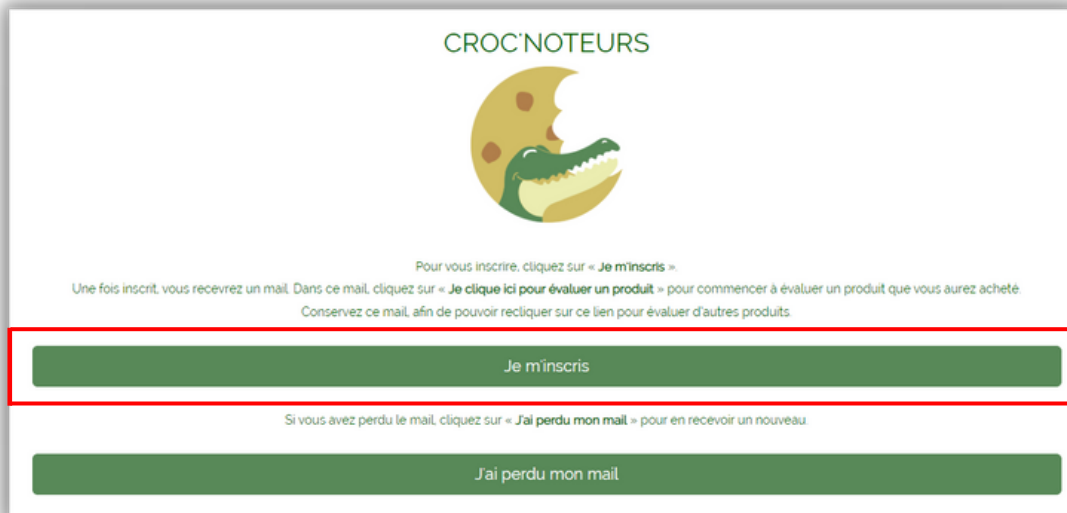 CROC'NOTEURS
Pour vous inscrire, cliquez sur « Je m'inscris ».
Une fois inscrit, vous recevrez un mail. Dans ce mail, cliquez sur « Je clique ici pour évaluer un produit » pour commencer à évaluer un produit que vous aurez acheté.
Conservez ce mail, afin de pouvoir recliquer sur ce lien pour évaluer d'autres produits.
Je m'inscris
Si vous avez perdu le mail, cliquez sur « J'ai perdu mon mail » pour en recevoir un nouveau.
J'ai perdu mon mail